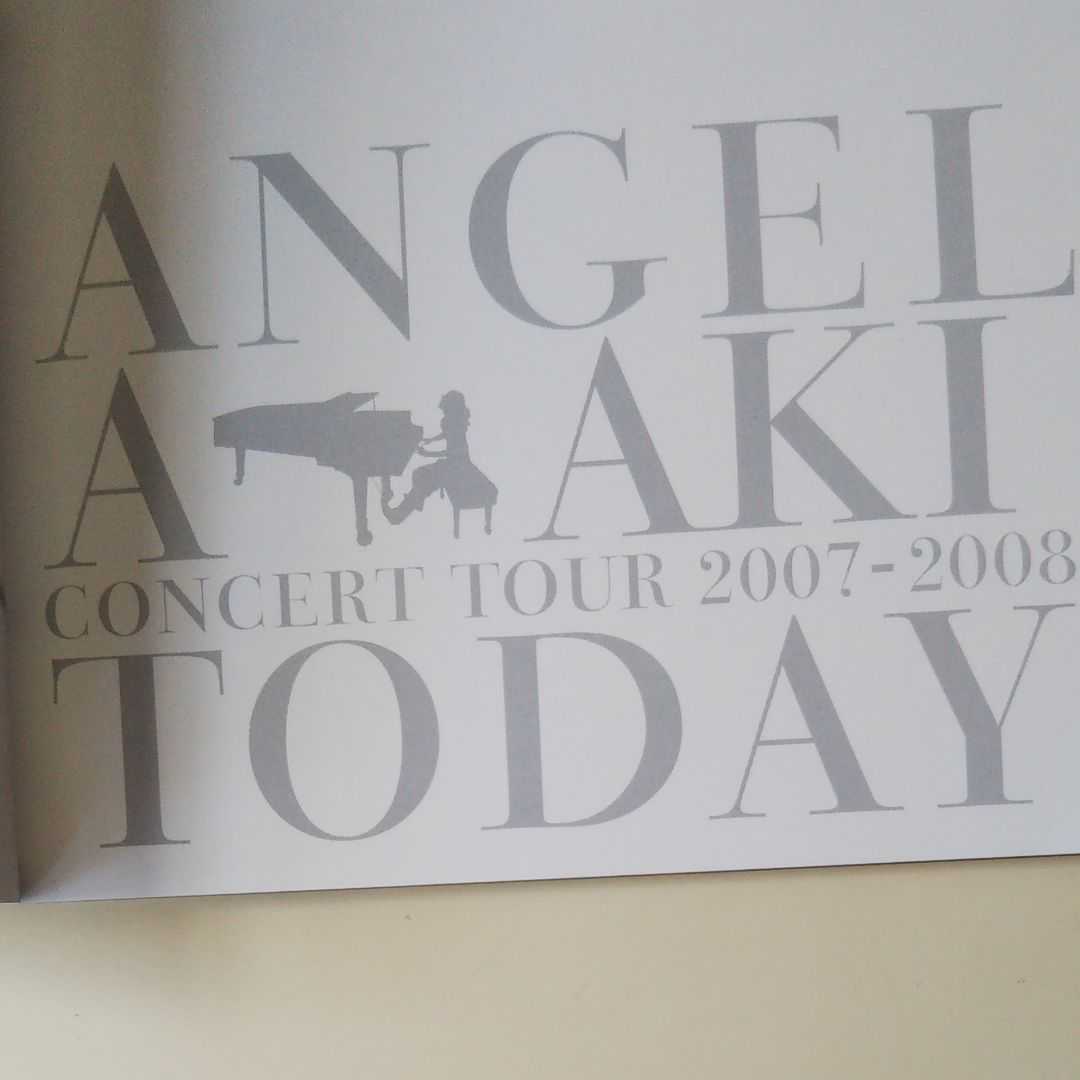 ANGEL
A AKI
CONCERT TOUR 2007-2008
TODAY